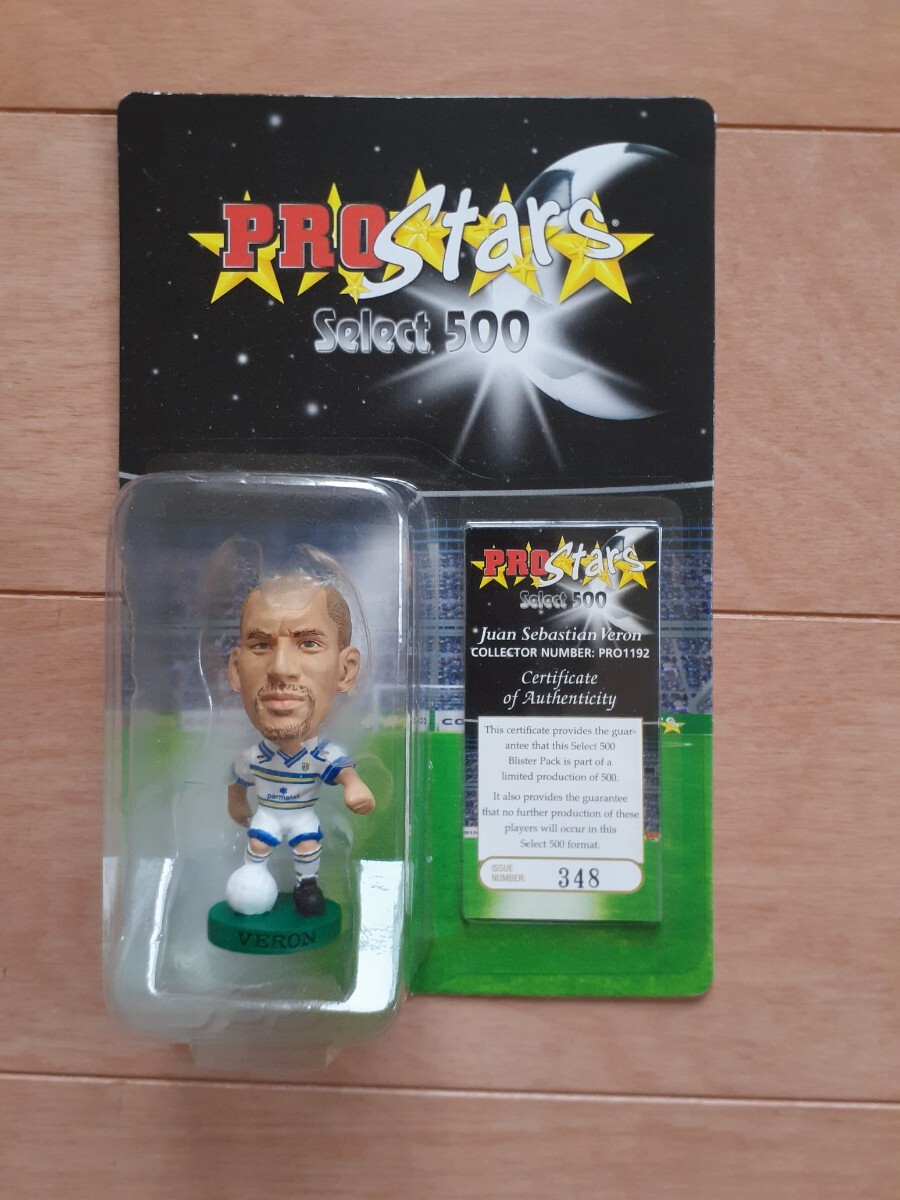 PRO Stars
Select 500
PRO Stars
Select 500
Juan Sebastian Veron
COLLECTOR NUMBER: PRO1192
Certificate
of Authenticity
This certificate provides the guar-
antee that this Select 500
Blister Pack is part of a
limited production of 500.
It also provides the guarantee
that no further production of these
players will occur in this
Select 500 format.
ISSUE
NUMBER: 348
parmalat
VERON